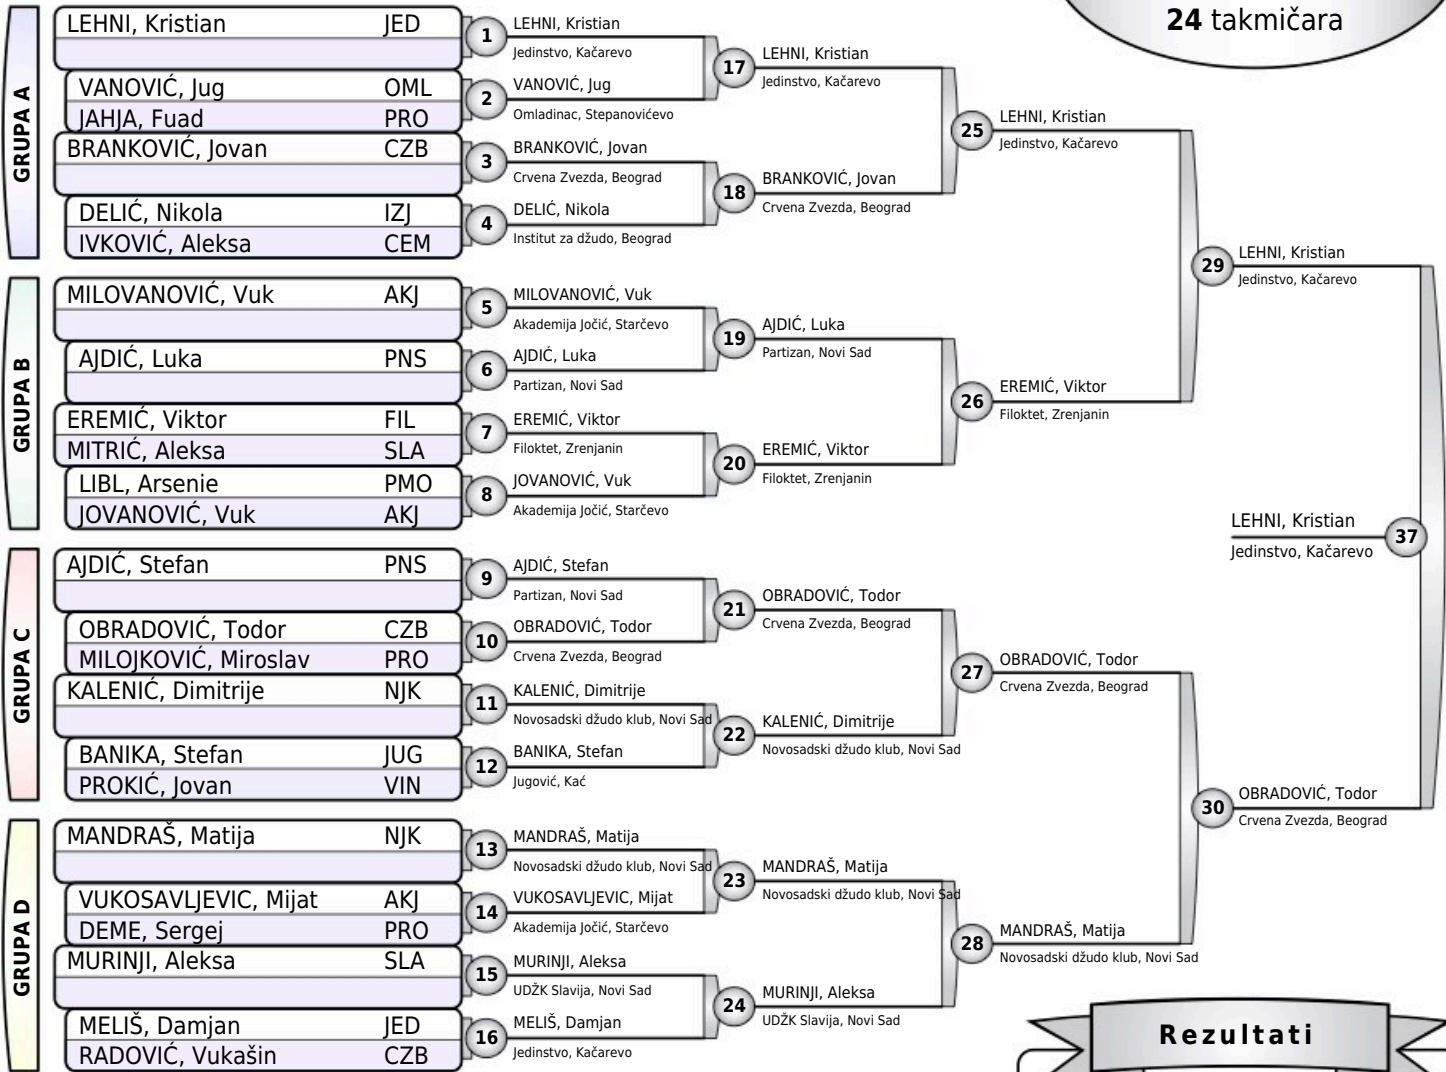 24 takmičara
GRUPA A
LEHNI, Kristian JED
VANOVIĆ, Jug OML
JAHJA, Fuad PRO
BRANKOVIĆ, Jovan CZB
DELIĆ, Nikola IZJ
IVKOVIĆ, Aleksa CEM
GRUPA B
MILOVANOVIĆ, Vuk AKJ
AJDIĆ, Luka PNS
EREMIĆ, Viktor FIL
MITRIĆ, Aleksa SLA
LIBL, Arsenie PMO
JOVANOVIĆ, Vuk AKJ
GRUPA C
AJDIĆ, Stefan PNS
OBRADOVIĆ, Todor CZB
MILOJKOVIĆ, Miroslav PRO
KALENIĆ, Dimitrije NJK
BANIKA, Stefan JUG
PROKIĆ, Jovan VIN
GRUPA D
MANDRAŠ, Matija NJK
VUKOSAVLJEVIC, Mijat AKJ
DEME, Sergej PRO
MURINJI, Aleksa SLA
MELIŠ, Damjan JED
RADOVIĆ, Vukašin CZB
1
LEHNI, Kristian
Jedinstvo, Kačarevo
2
VANOVIĆ, Jug
Omladinac, Stepanovićevo
3
BRANKOVIĆ, Jovan
Crvena Zvezda, Beograd
4
DELIĆ, Nikola
Institut za džudo, Beograd
5
MILOVANOVIĆ, Vuk
Akademija Jočić, Starčevo
6
AJDIĆ, Luka
Partizan, Novi Sad
7
EREMIĆ, Viktor
Filoktet, Zrenjanin
8
JOVANOVIĆ, Vuk
Akademija Jočić, Starčevo
9
AJDIĆ, Stefan
Partizan, Novi Sad
10
OBRADOVIĆ, Todor
Crvena Zvezda, Beograd
11
KALENIĆ, Dimitrije
Novosadski džudo klub, Novi Sad
12
BANIKA, Stefan
Jugović, Kać
13
MANDRAŠ, Matija
Novosadski džudo klub, Novi Sad
14
VUKOSAVLJEVIC, Mijat
Akademija Jočić, Starčevo
15
MURINJI, Aleksa
UDŽK Slavija, Novi Sad
16
MELIŠ, Damjan
Jedinstvo, Kačarevo
17
LEHNI, Kristian
Jedinstvo, Kačarevo
18
BRANKOVIĆ, Jovan
Crvena Zvezda, Beograd
19
AJDIĆ, Luka
Partizan, Novi Sad
20
EREMIĆ, Viktor
Filoktet, Zrenjanin
21
OBRADOVIĆ, Todor
Crvena Zvezda, Beograd
22
KALENIĆ, Dimitrije
Novosadski džudo klub, Novi Sad
23
MANDRAŠ, Matija
Novosadski džudo klub, Novi Sad
24
MURINJI, Aleksa
UDŽK Slavija, Novi Sad
25
LEHNI, Kristian
Jedinstvo, Kačarevo
26
EREMIĆ, Viktor
Filoktet, Zrenjanin
27
OBRADOVIĆ, Todor
Crvena Zvezda, Beograd
28
MANDRAŠ, Matija
Novosadski džudo klub, Novi Sad
29
LEHNI, Kristian
Jedinstvo, Kačarevo
30
OBRADOVIĆ, Todor
Crvena Zvezda, Beograd
LEHNI, Kristian
Jedinstvo, Kačarevo
37
Rezultati